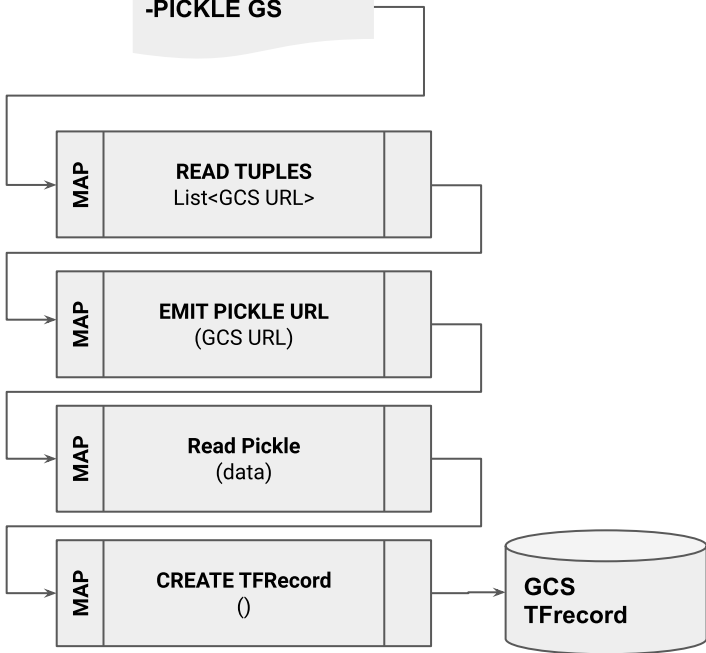 -PICKLE GS
MAP
READ TUPLES
List<GCS URL>
MAP
EMIT PICKLE URL
(GCS URL)
MAP
Read Pickle
(data)
MAP
CREATE TFRecord
()
GCS
TFrecord